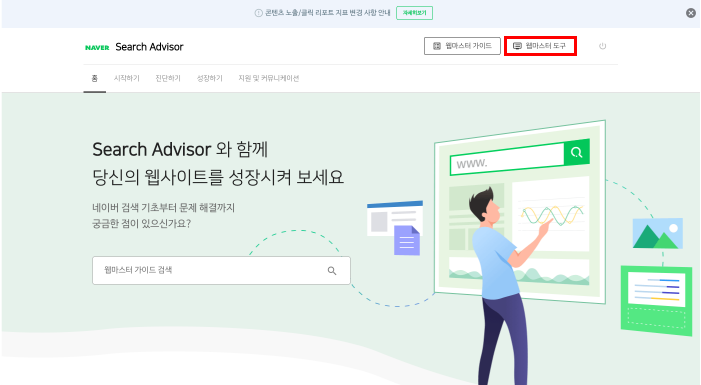 콘텐츠 노출/클릭 리포트 지표 변경 사항 안내 자세히보기
NAVER Search Advisor
웹마스터 가이드
웹마스터 도구
홈 시작하기 진단하기 성장하기 지원 및 커뮤니케이션
Search Advisor 와 함께
당신의 웹사이트를 성장시켜 보세요
네이버 검색 기초부터 문제 해결까지
궁금한 점이 있으신가요?
웹마스터 가이드 검색
www.